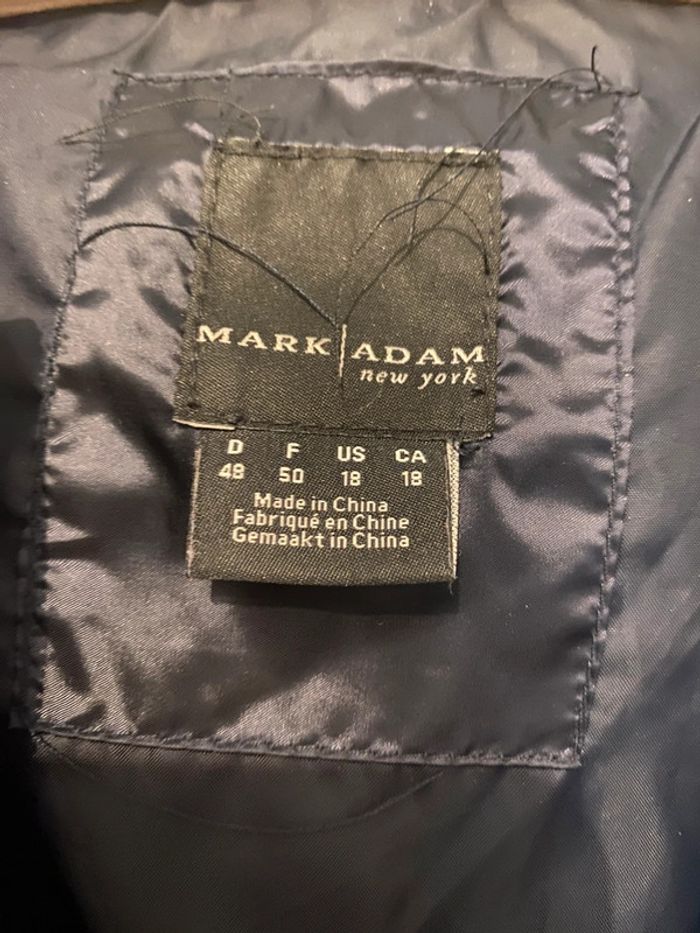 MARK|ADAM
new york
D F US CA
48 50 18 18
Made in China
Fabriqué en Chine
Gemaakt in China